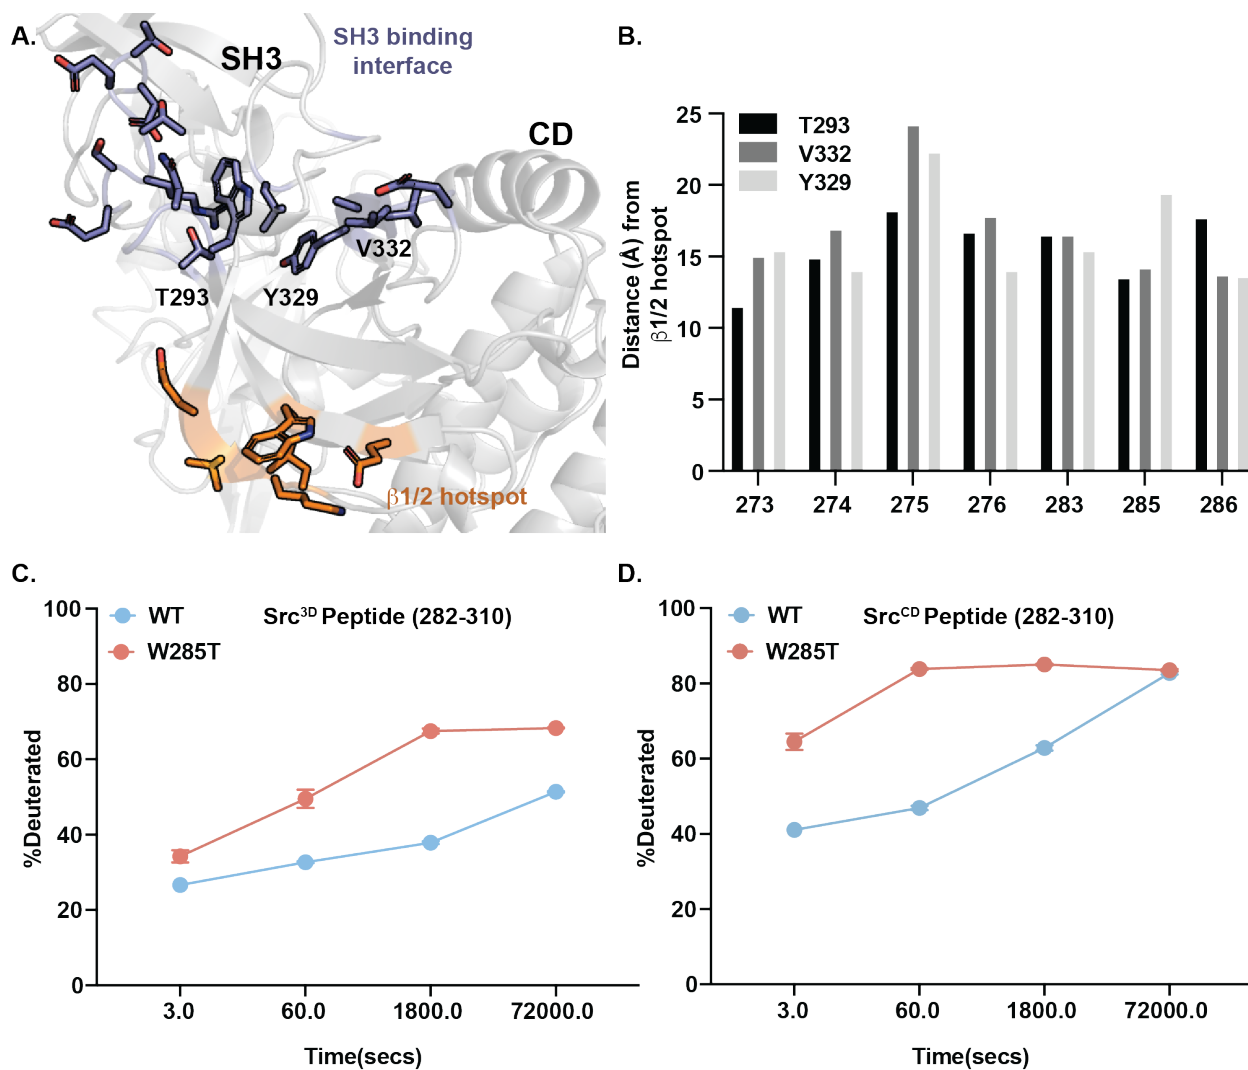 A.
SH3
SH3 binding
interface
CD
V332
T293
Y329
β1/2 hotspot
B.
25
20
15
10
5
0
Distance (Å) from
β1/2 hotspot
T293
V332
Y329
273
274
275
276
283
285
286
C.
100
80
60
40
20
0
%Deuterated
WT
W285T
Src3D Peptide (282-310)
3.0
60.0
1800.0
72000.0
Time(secs)
D.
100
80
60
40
20
0
%Deuterated
WT
W285T
SrcCD Peptide (282-310)
3.0
60.0
1800.0
72000.0
Time(secs)